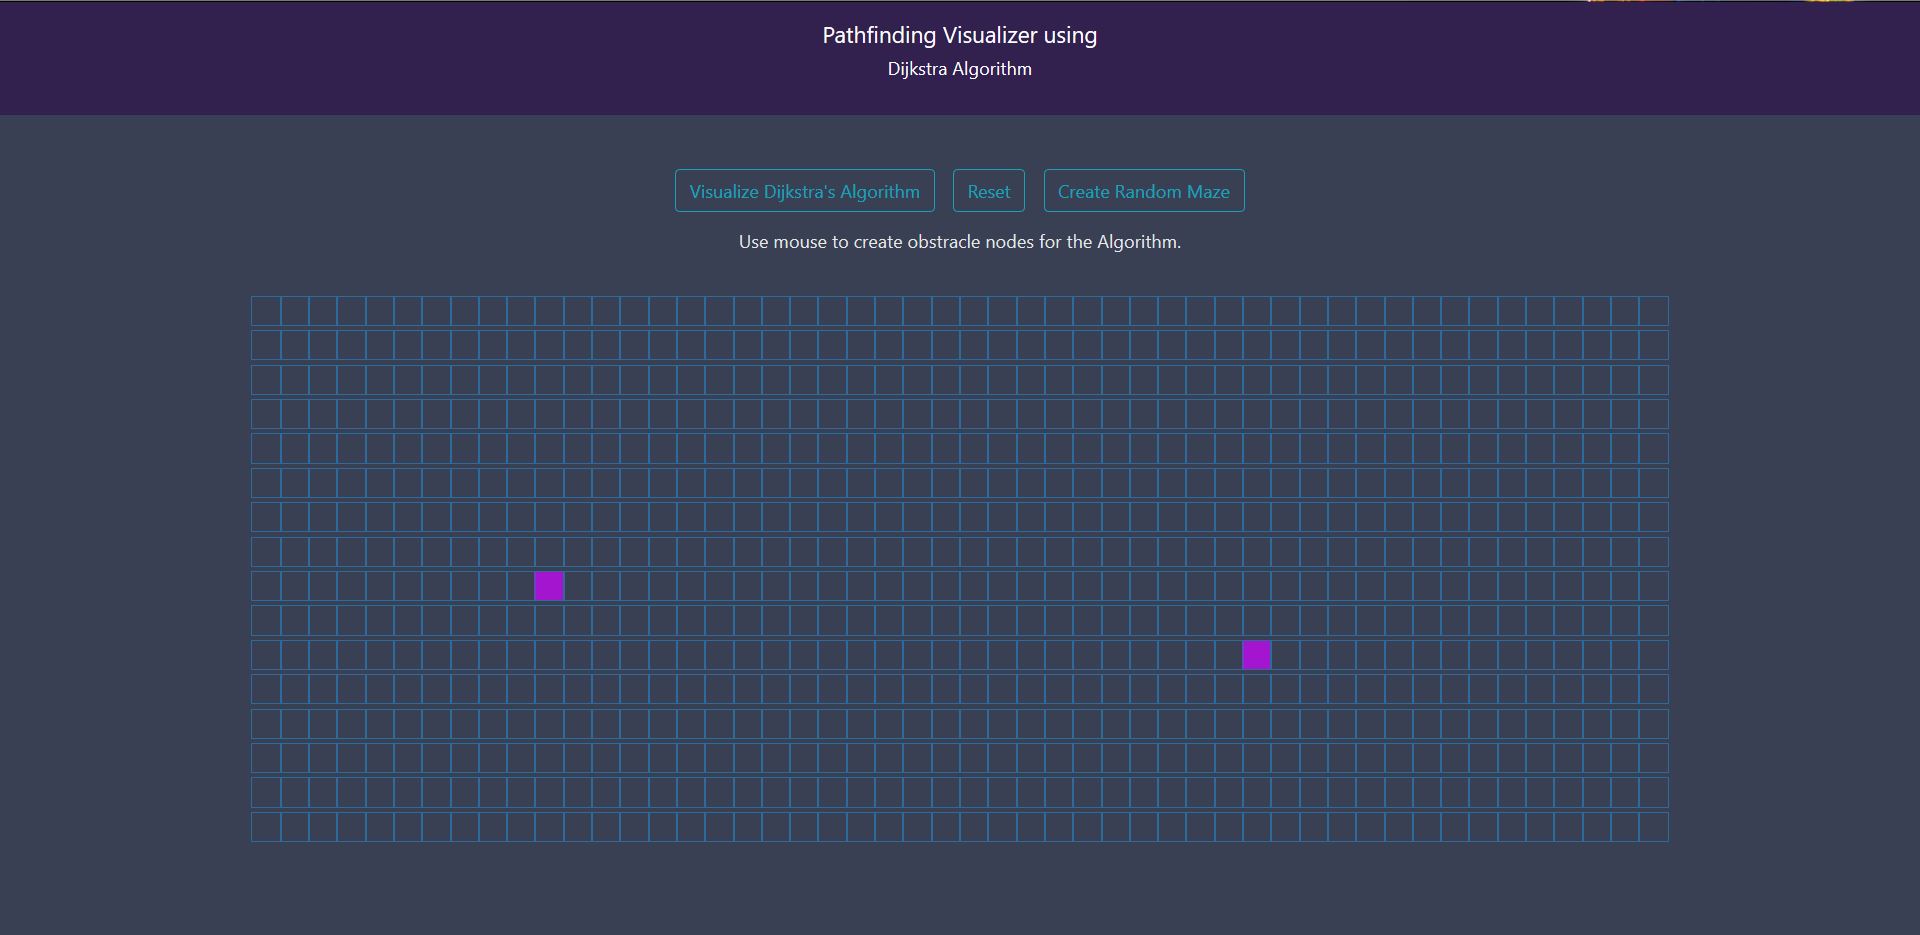 Pathfinding Visualizer using
Dijkstra Algorithm
Visualize Dijkstra's Algorithm Reset Create Random Maze
Use mouse to create obstracle nodes for the Algorithm.